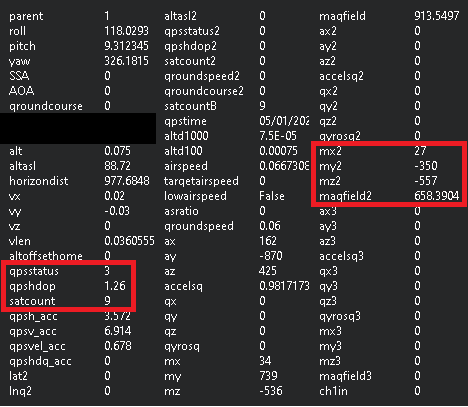 parent 1
roll 118.0293
pitch 9.312345
yaw 326.1815
SSA 0
AOA 0
groundcourse 0
alt 0.075
altasl 88.72
horizondist 977.6848
vx 0.02
vy -0.03
vz 0
vlen 0.0360555
altoffsethome 0
gpsstatus 3
gpshdop 1.26
satcount 9
gpsh_acc 3.572
gpsv_acc 6.914
gpsvel_acc 0.678
gpshdg_acc 0
lat2 0
lng2 0
altasl2 0
gpsstatus2 0
gpshdop2 0
satcount2 0
groundspeed2 0
groundcourse2 0
satcountB 9
gpstime 05/01/202
altd1000 7.5E-05
altd100 0.00075
airspeed 0.0667308
targetairspeed 0
lowairspeed False
asratio 0
groundspeed 0.06
ax 162
ay -870
az 425
accelsq 0.9817173
gx 0
gy 0
gz 0
gyrosq 0
mx 34
my 739
mz -536
magfield 913.5497
ax2 0
ay2 0
az2 0
accelsq2 0
gx2 0
gy2 0
gz2 0
gyrosq2 0
mx2 27
my2 -350
mz2 -557
magfield2 658.3904
ax3 0
ay3 0
az3 0
accelsq3 0
gx3 0
gy3 0
gz3 0
gyrosq3 0
mx3 0
my3 0
mz3 0
magfield3 0
ch1in 0